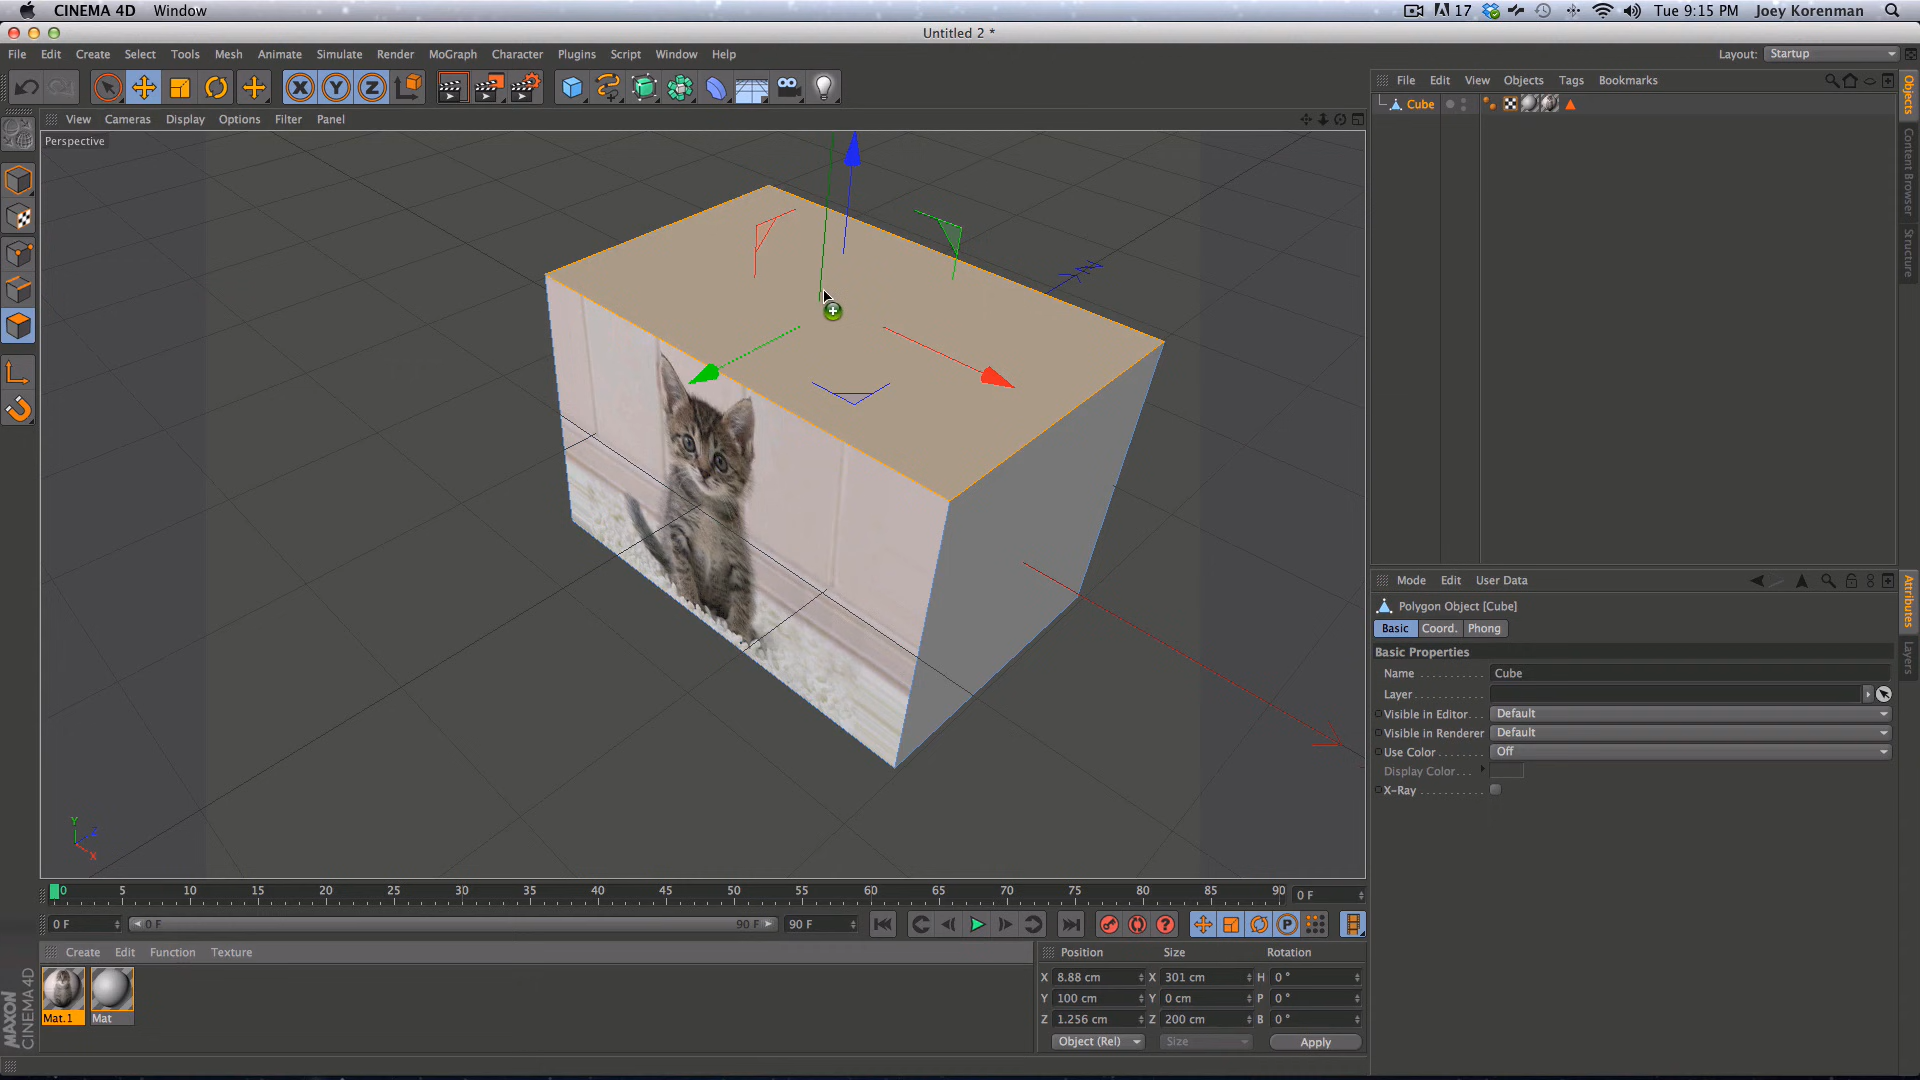 CINEMA 4D Window 17 Tue 9:15 PM Joey Korenman
Untitled 2 *
File Edit Create Select Tools Mesh Animate Simulate Render MoGraph Character Plugins Script Window Help Layout: Startup
File Edit View Objects Tags Bookmarks
Cube
View Cameras Display Options Filter Panel
Perspective
Objects
Content Browser
Structure
Mode Edit User Data
Polygon Object [Cube]
Basic Coord. Phong
Basic Properties
Name Cube
Layer
Visible in Editor Default
Visible in Renderer Default
Use Color Off
Display Color
X-Ray
Attributes
Layers
Y
Z
X
0 5 10 15 20 25 30 35 40 45 50 55 60 65 70 75 80 85 90 0 F
0 F 0 F 90 F 90 F
Create Edit Function Texture
Mat.1 Mat
MAXON
CINEMA 4D
Position Size Rotation
X 8.88 cm X 301 cm H 0 °
Y 100 cm Y 0 cm P 0 °
Z 1.256 cm Z 200 cm B 0 °
Object (Rel) Size Apply